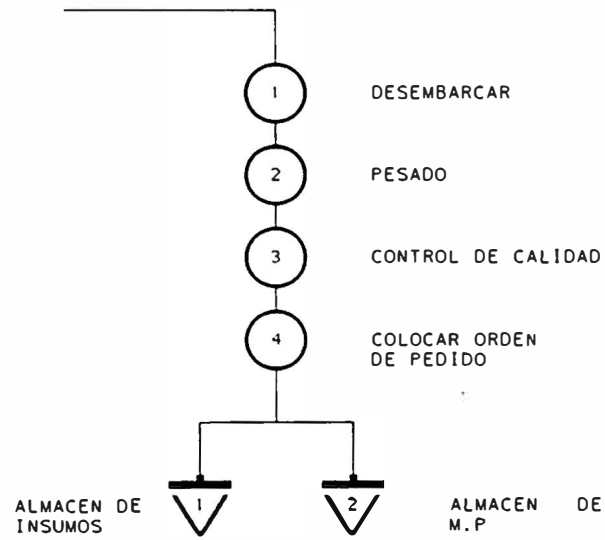 1 DESEMBARCAR
2 PESADO
3 CONTROL DE CALIDAD
4 COLOCAR ORDEN
DE PEDIDO
ALMACEN DE
INSUMOS
1
2
ALMACEN DE
M.P